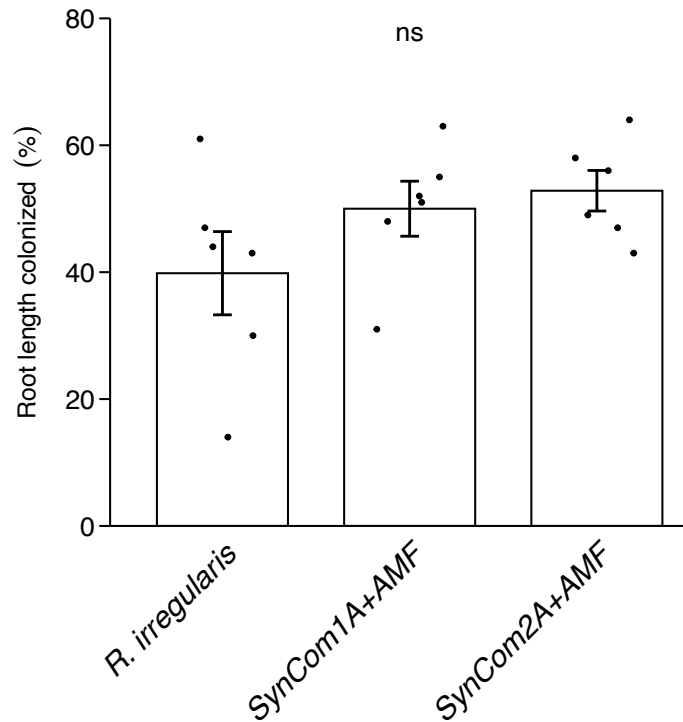 80
ns
60
40
20
0
Root length colonized (%)
R. irregularis
SynCom1A+AMF
SynCom2A+AMF